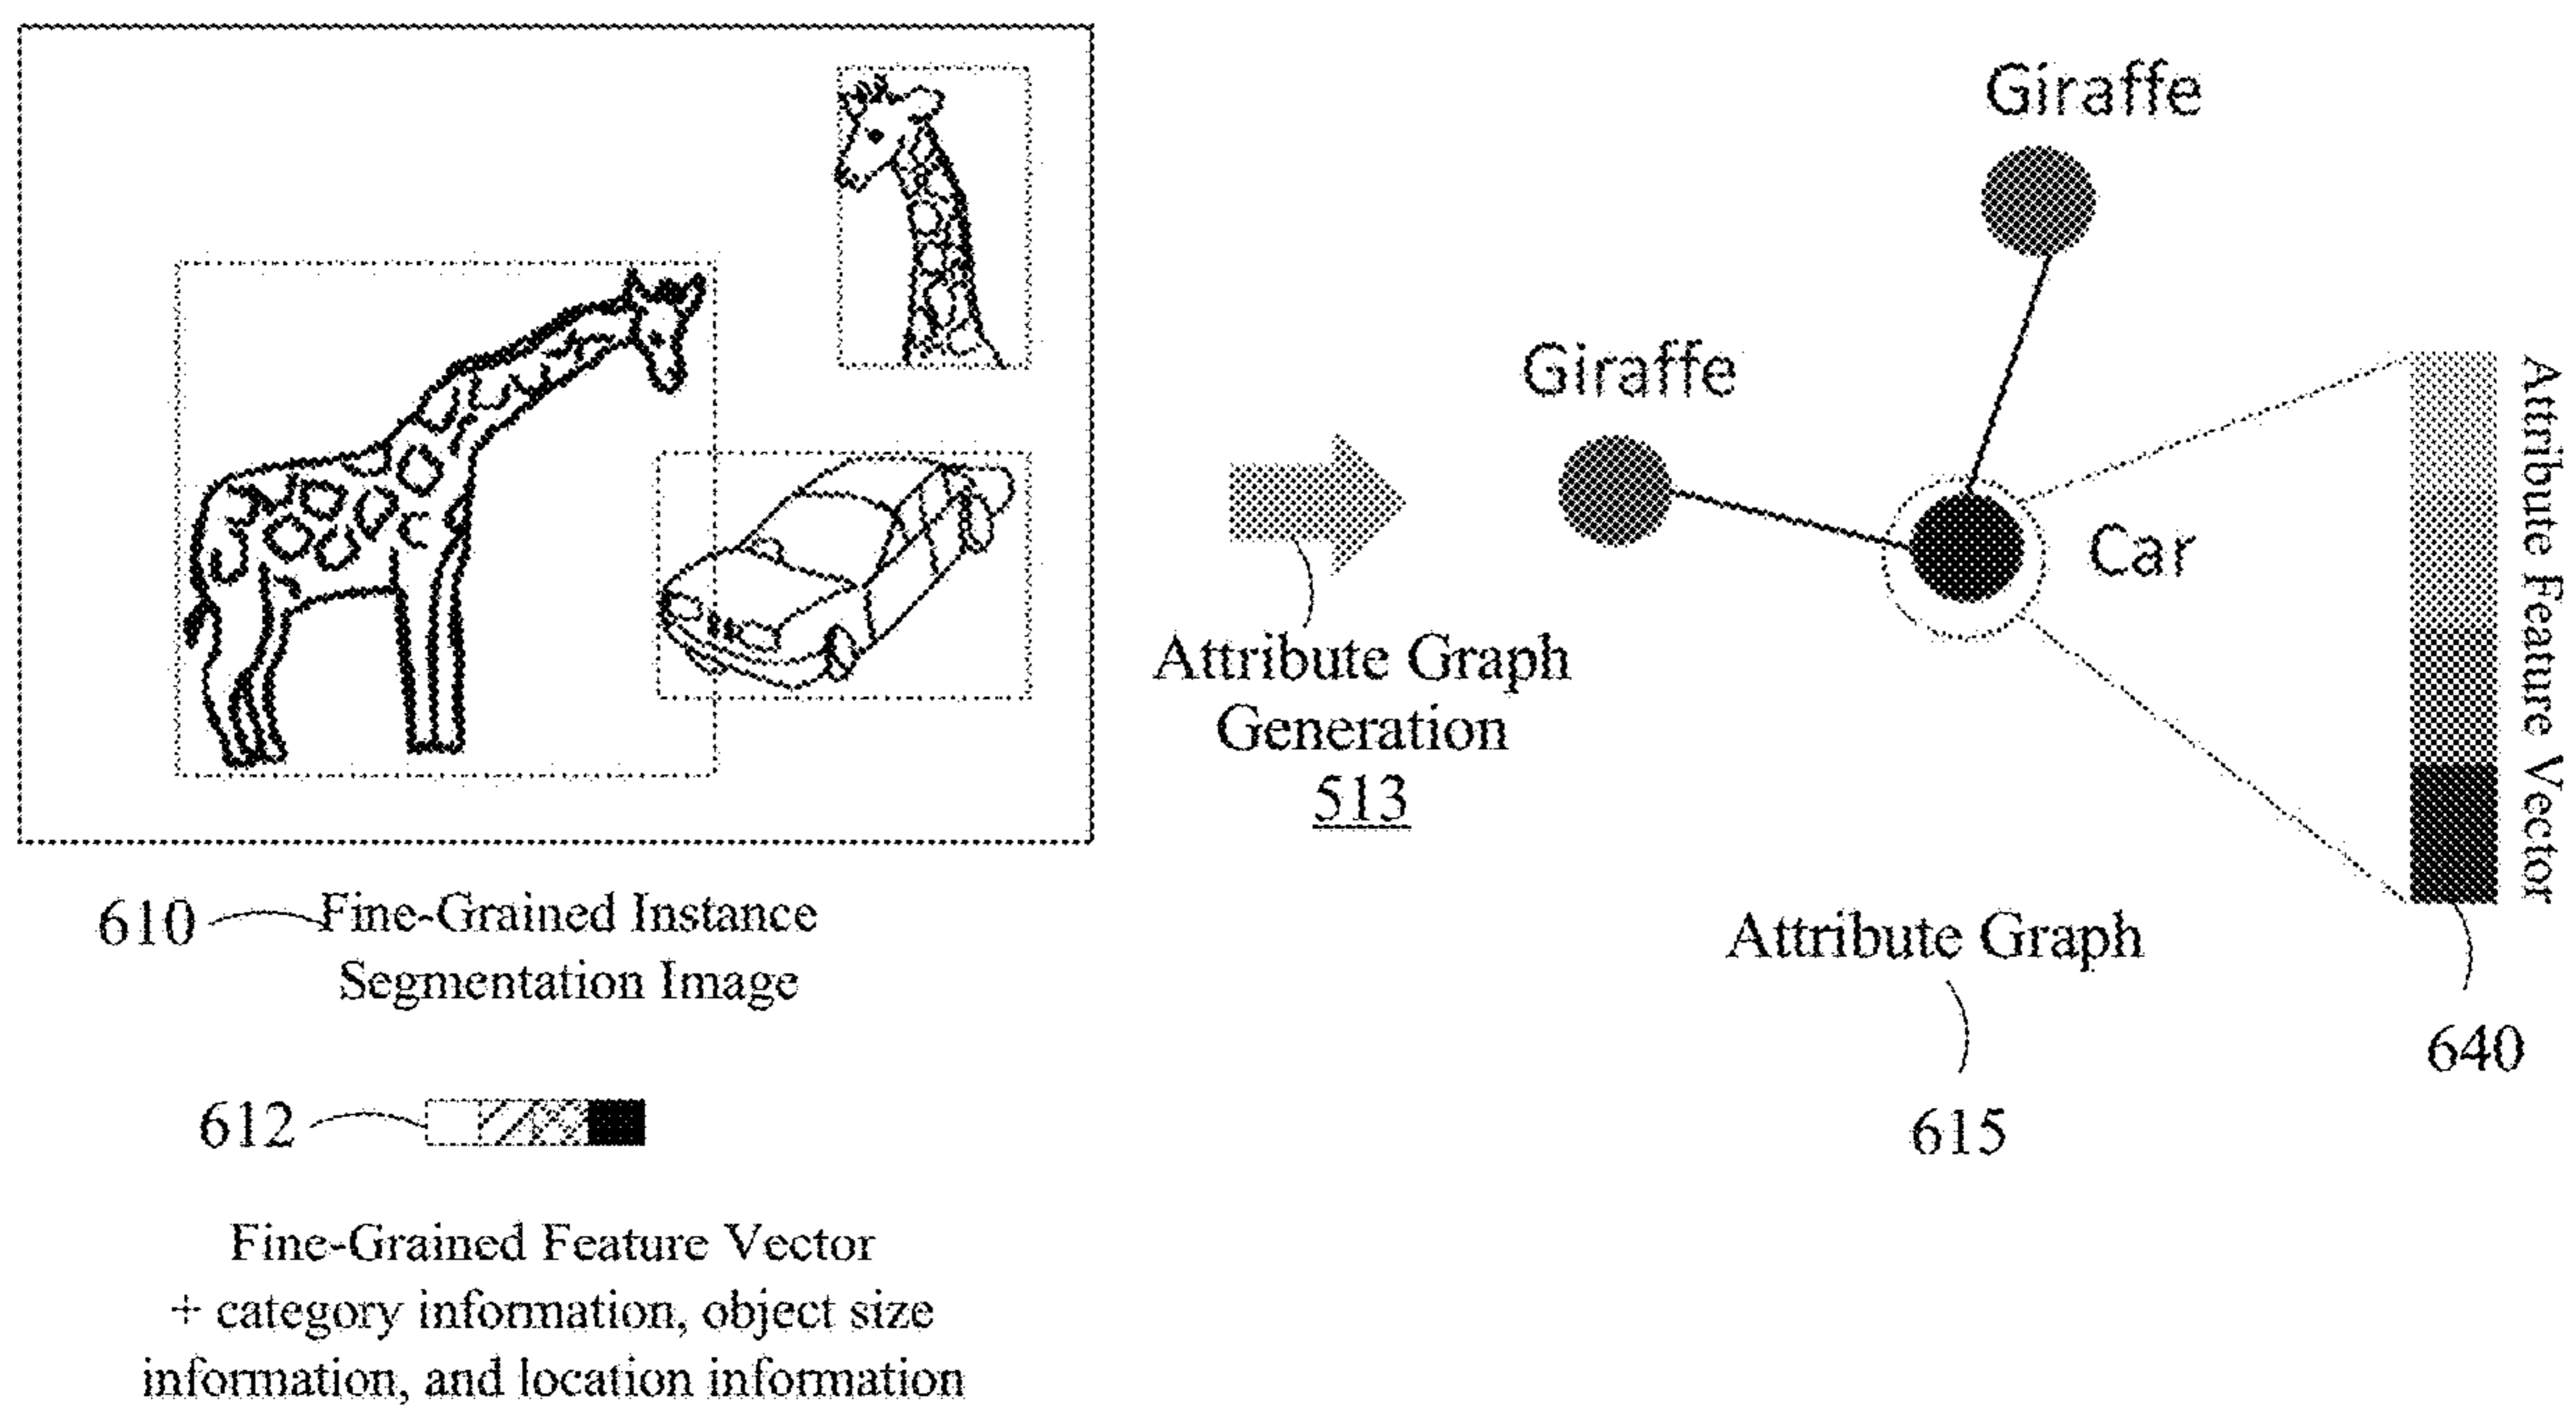 Giraffe
Giraffe
Car
Attribute Feature Vector
Attribute Graph
Generation
513
610
Fine-Grained Instance
Segmentation Image
Attribute Graph
615
640
612
Fine-Grained Feature Vector
+ category information, object size
information, and location information